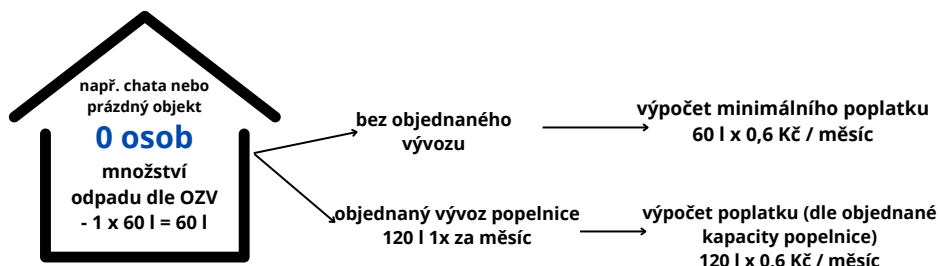 např. chata nebo
prázdný objekt
0 osob
množství
odpadu dle OZV
- 1 x 60 l = 60 l
bez objednaného
vývozu
výpočet minimálního poplatku
60 l x 0,6 Kč / měsíc
objednaný vývoz popelnice
120 l 1x za měsíc
výpočet poplatku (dle objednané
kapacity popelnice)
120 l x 0,6 Kč / měsíc